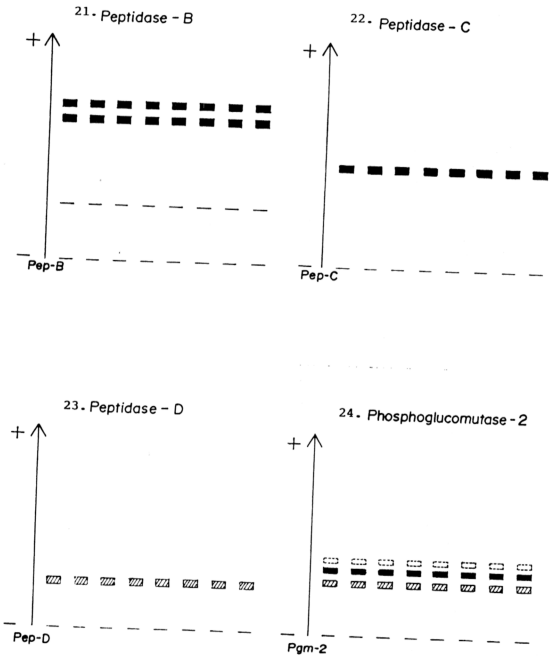 21. Peptidase - B
+
-
Pep-B
22. Peptidase - C
+
-
Pep-C
23. Peptidase - D
+
-
Pep-D
24. Phosphoglucomutase - 2
+
-
Pgm-2